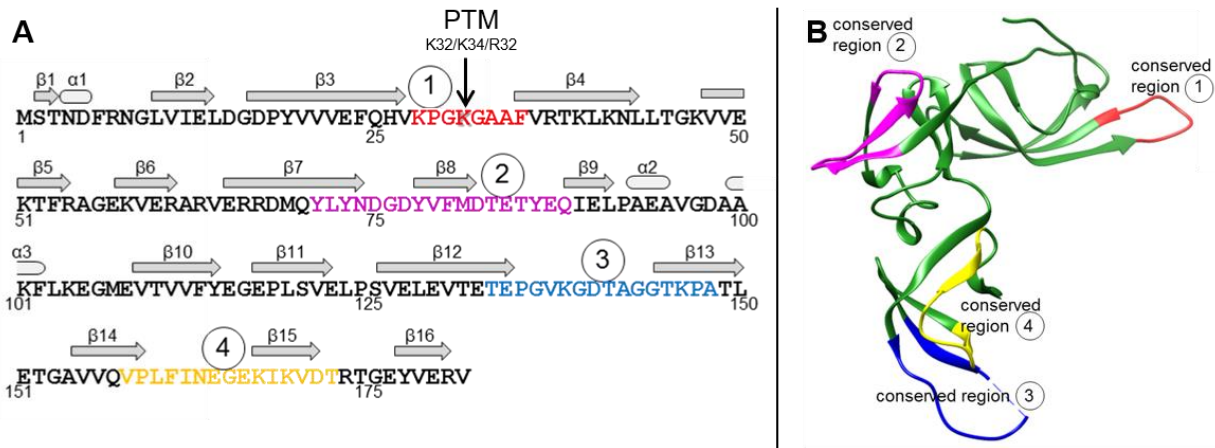 A
PTM
K32/K34/R32
β1 α1 β2 β3 1 β4
MSTNDFRNGLVIELDGDPYVVVEFQHVKPGKGAAFVRTKLKNLLTGKVVE
1 25 50
β5 β6 β7 β8 2 β9 α2
KTFRAGEKVERARVERRDMQYLYNDGDYVFMDTETYEQIELPAEAVGDAA
51 75 100
α3 β10 β11 β12 3 β13
KFLKEGMEVTVVFYEGEPLSVELPSVELEVTETEPGVKGDTAGGTKPATL
101 125 150
β14 4 β15 β16
ETGAVVQVPLFINEGEKIKVDTRTGEYVERV
151 175
B
conserved
region 2
conserved
region 1
conserved
region 4
conserved region 3